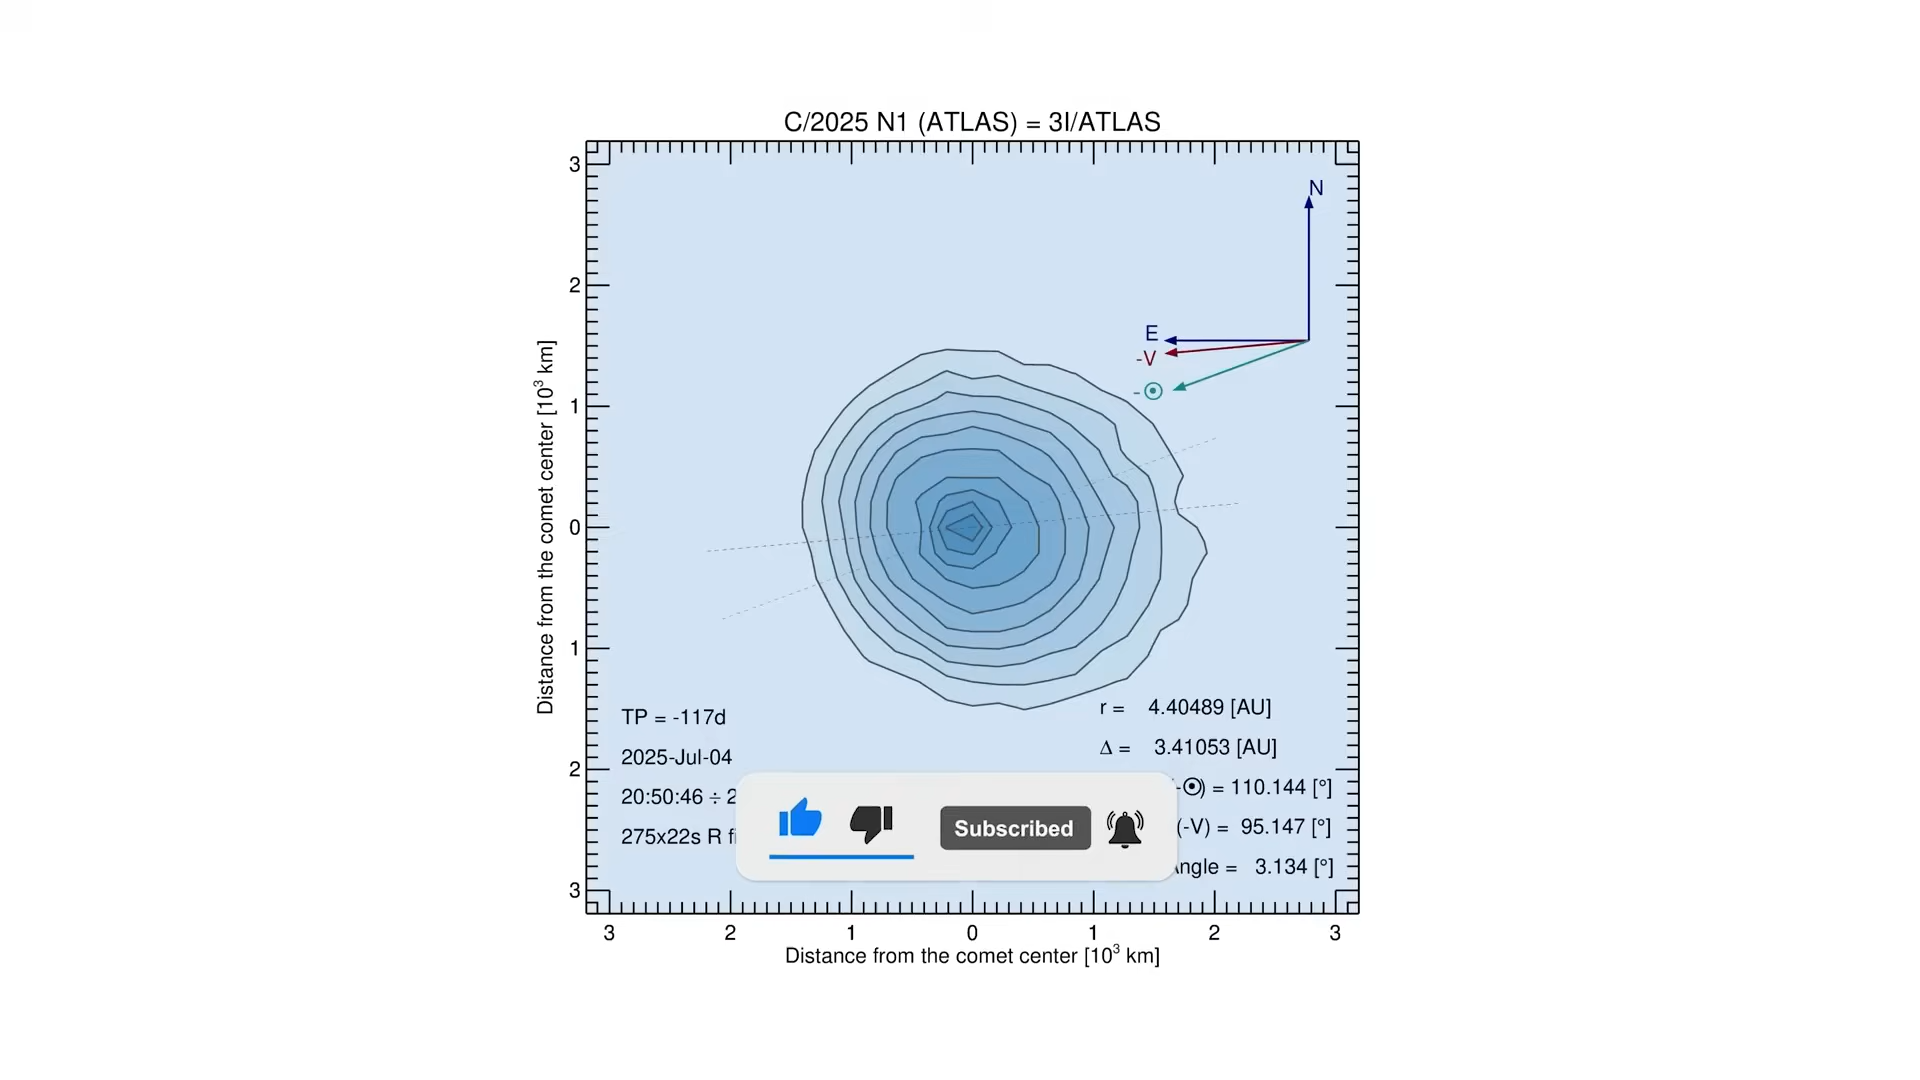 C/2025 N1 (ATLAS) = 3I/ATLAS
3
2
1
0
1
2
3
Distance from the comet center [10³ km]
N
E
-V
-☉
r = 4.40489 [AU]
Δ = 3.41053 [AU]
-☉) = 110.144 [°]
(-V) = 95.147 [°]
Angle = 3.134 [°]
TP = -117d
2025-Jul-04
20:50:46 ÷ 2
275x22s R
Subscribed
3 2 1 0 1 2 3
Distance from the comet center [10³ km]